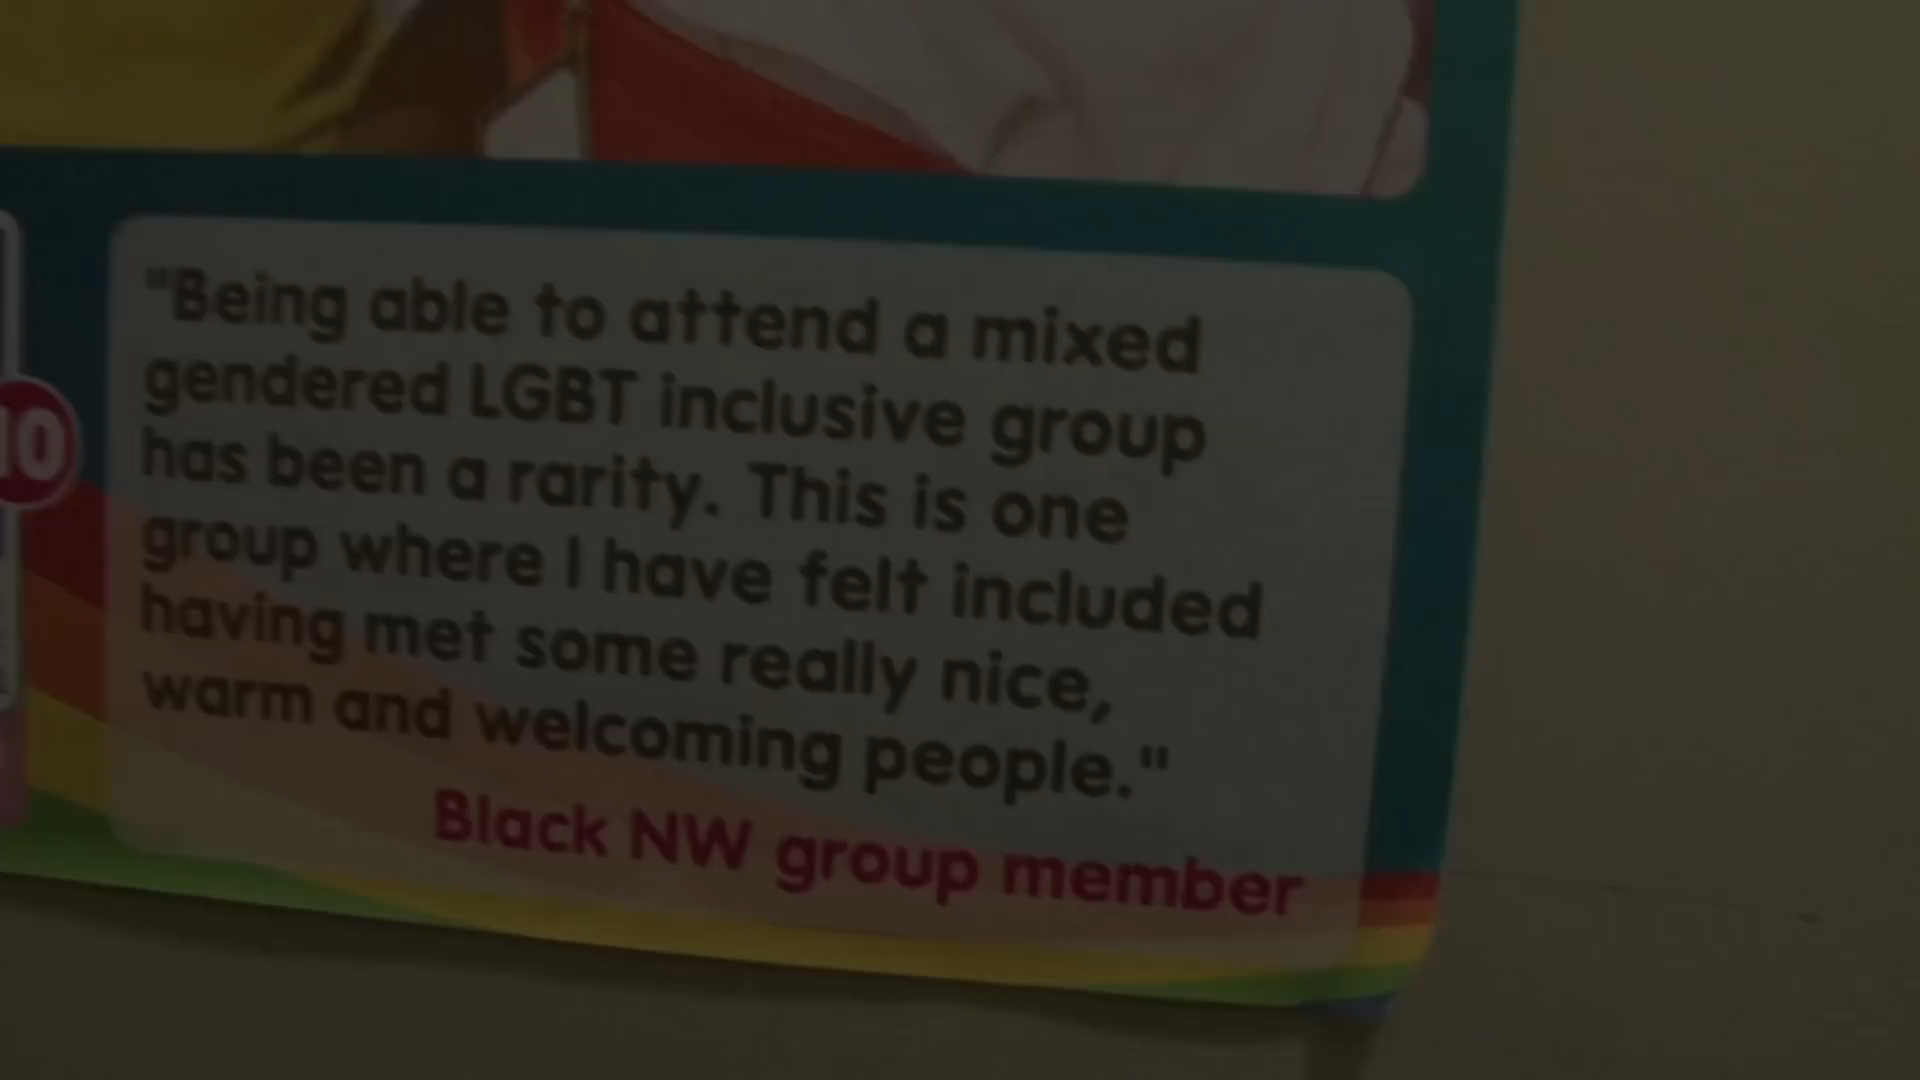 "Being able to attend a mixed
gendered LGBT inclusive group
has been a rarity. This is one
group where I have felt included
having met some really nice,
warm and welcoming people."
Black NW group member
10